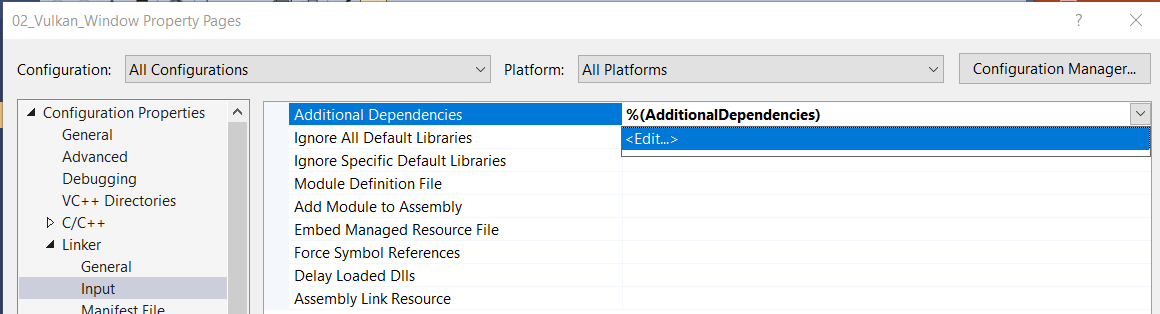 02_Vulkan_Window Property Pages
Configuration: All Configurations Platform: All Platforms Configuration Manager...
Configuration Properties
General
Advanced
Debugging
VC++ Directories
C/C++
Linker
General
Input
Manifest File
Additional Dependencies %(AdditionalDependencies)
Ignore All Default Libraries <Edit...>
Ignore Specific Default Libraries
Module Definition File
Add Module to Assembly
Embed Managed Resource File
Force Symbol References
Delay Loaded Dlls
Assembly Link Resource